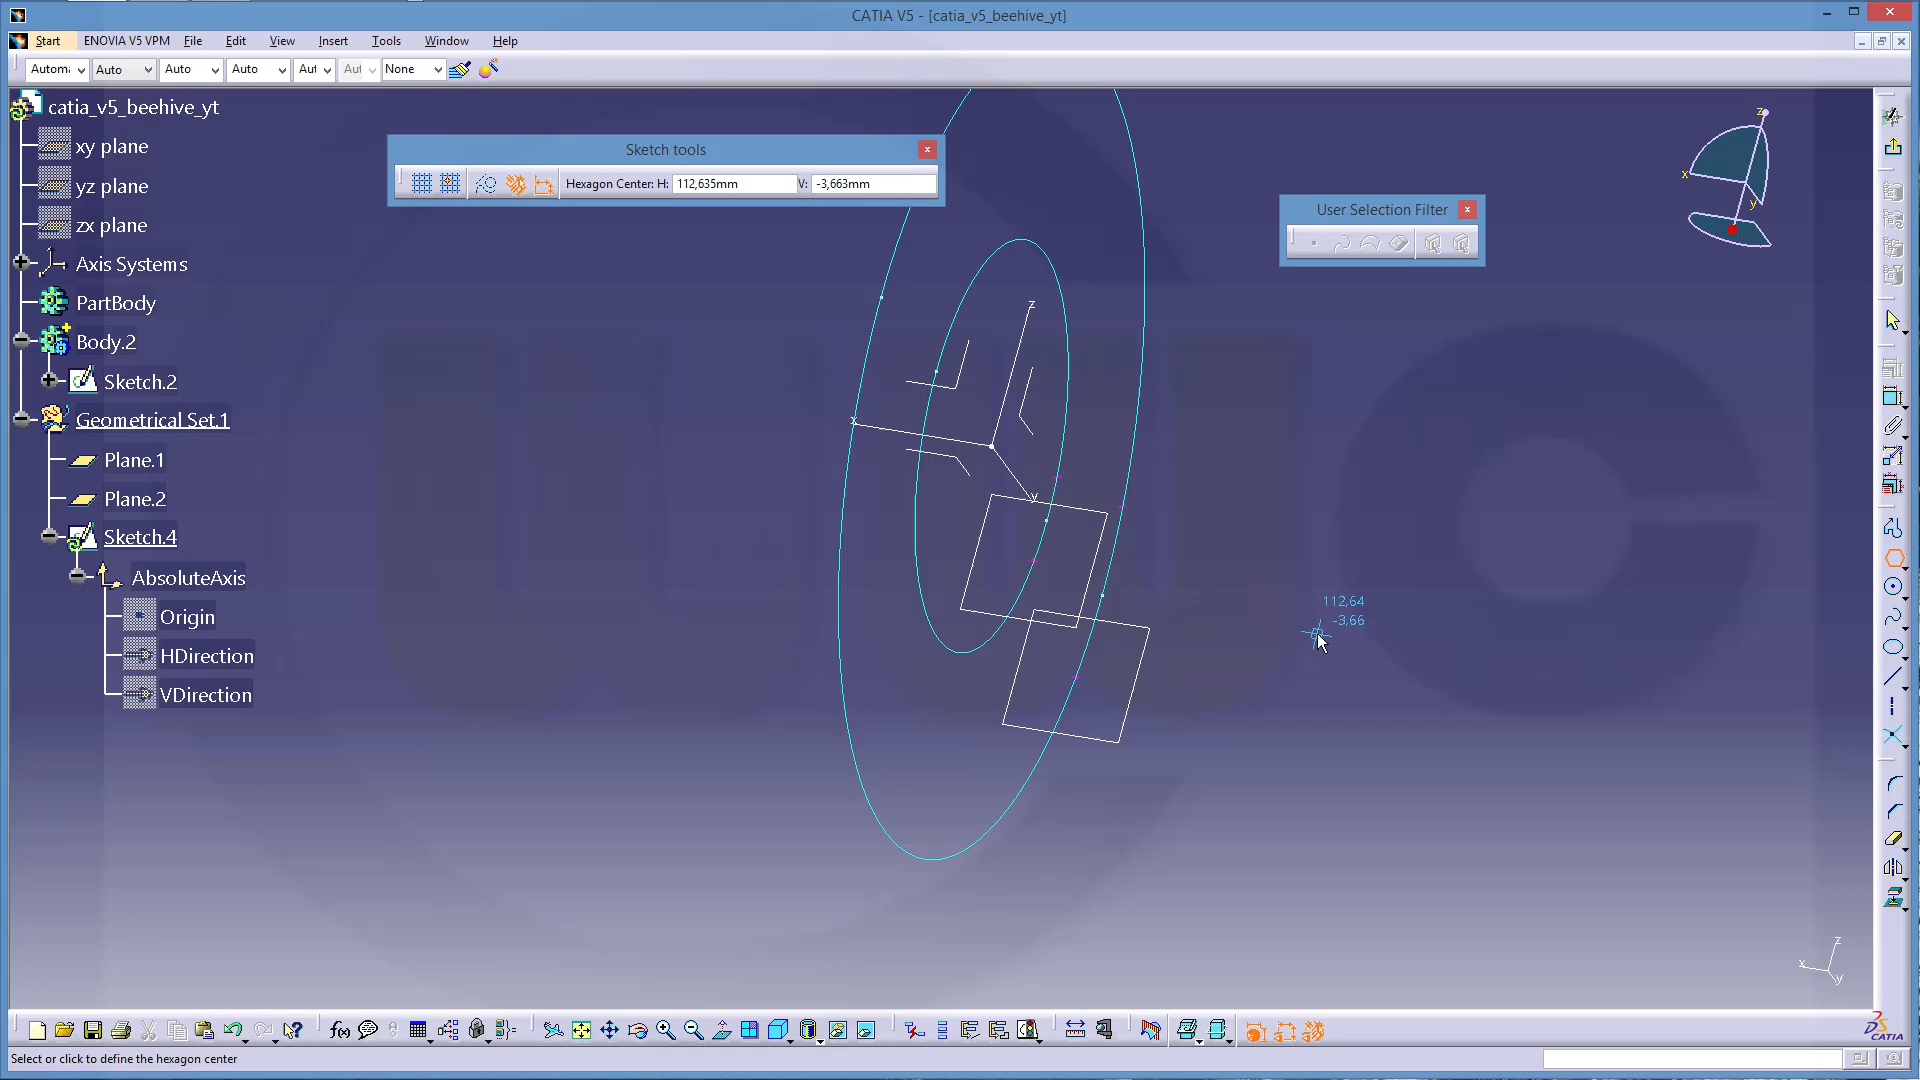 CATIA V5 - [catia_v5_beehive_yt]
Start ENOVIA V5 VPM File Edit View Insert Tools Window Help
Automa Auto Auto Auto Aut Aut None
catia_v5_beehive_yt
xy plane
yz plane
zx plane
Axis Systems
PartBody
Body.2
Sketch.2
Geometrical Set.1
Plane.1
Plane.2
Sketch.4
AbsoluteAxis
Origin
HDirection
VDirection
Sketch tools
Hexagon Center: H: 112,635mm V: -3,663mm
User Selection Filter
z
x
y
z
x
y
112,64
-3,66
z
x
y
f(x)
CATIA
Select or click to define the hexagon center